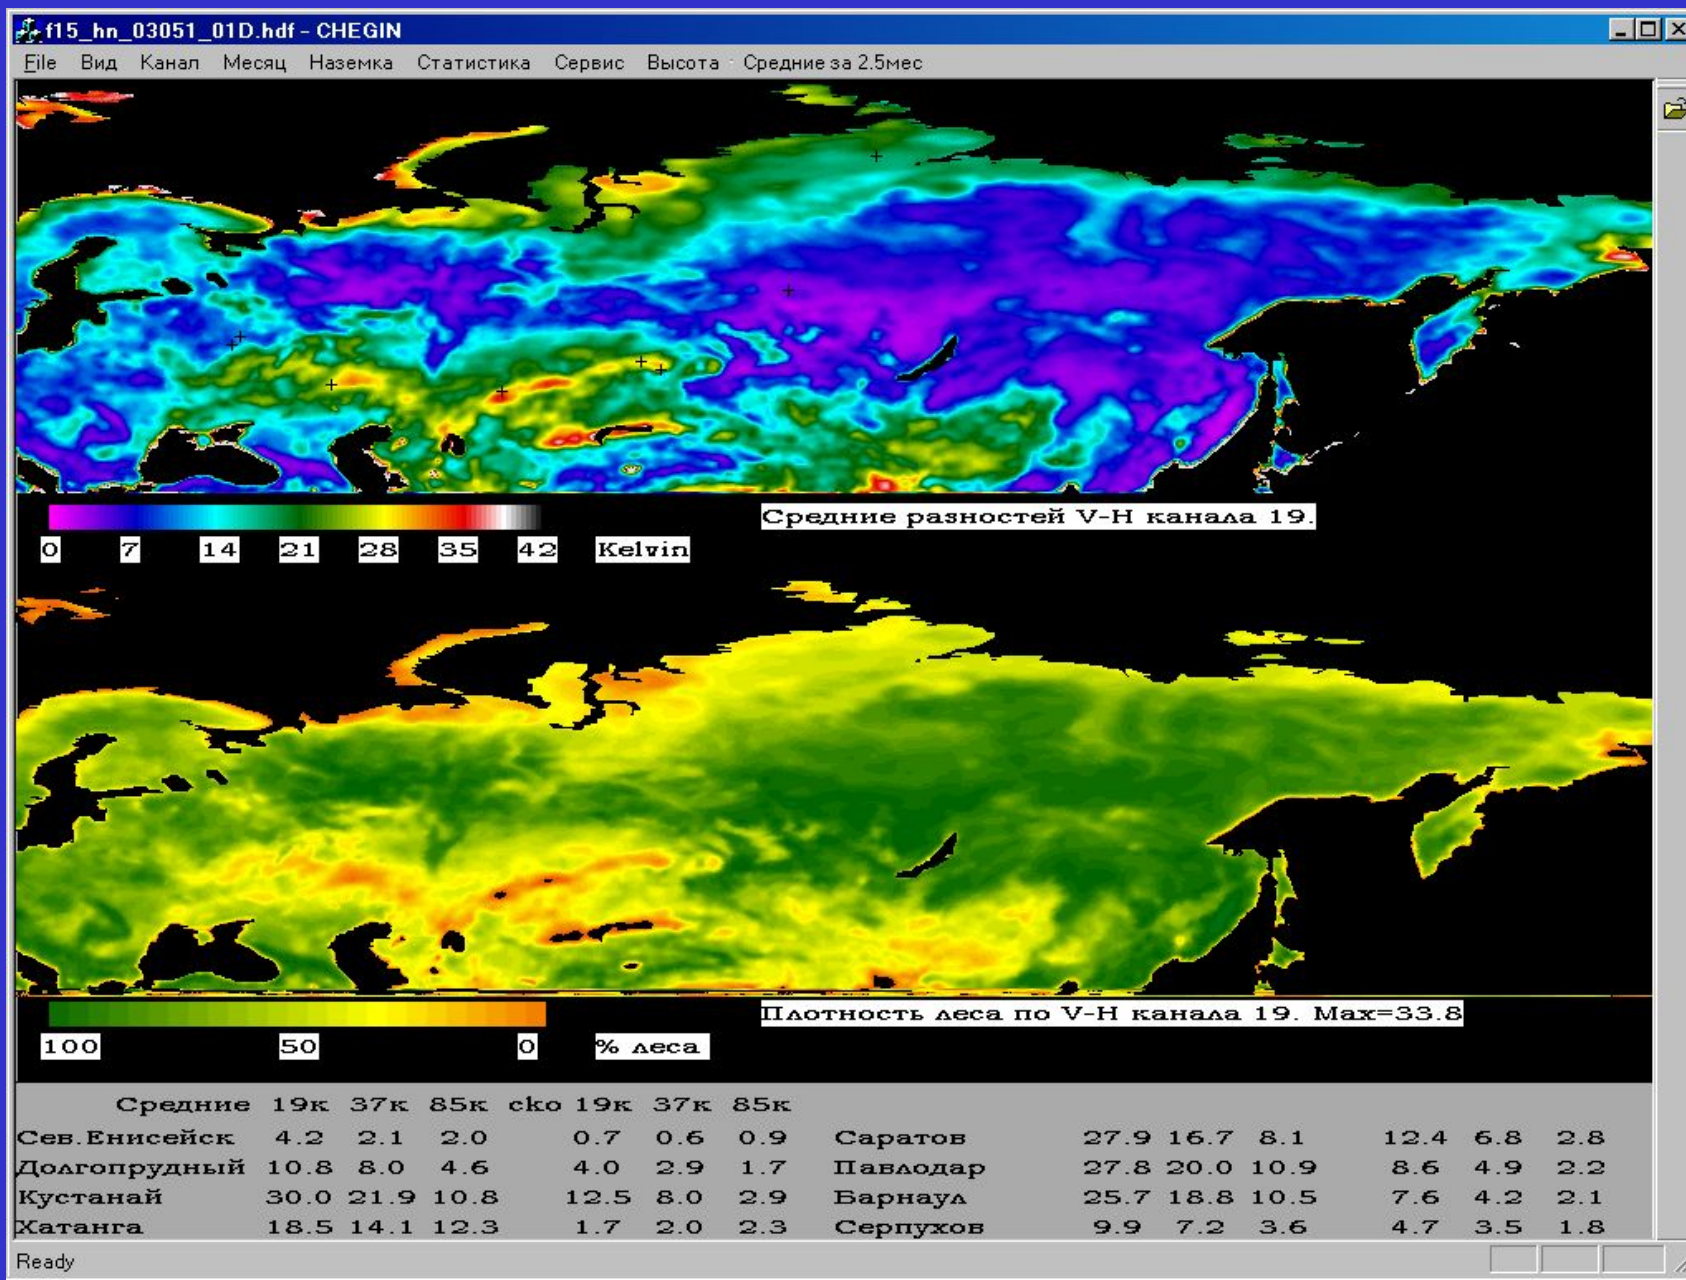 f15_hn_03051_01D.hdf - CHEGIN
File Вид Канал Месяц Наземка Статистика Сервис Высота Средние за 2.5мес
Средние разностей V-H канала 19.
0 7 14 21 28 35 42 Kelvin
Плотность леса по V-H канала 19. Max=33.8
100 50 0 % леса
Средние 19к 37к 85к ско 19к 37к 85к
Сев.Енисейск 4.2 2.1 2.0 0.7 0.6 0.9 Саратов 27.9 16.7 8.1 12.4 6.8 2.8
Долгопрудный 10.8 8.0 4.6 4.0 2.9 1.7 Павлодар 27.8 20.0 10.9 8.6 4.9 2.2
Кустанай 30.0 21.9 10.8 12.5 8.0 2.9 Барнаул 25.7 18.8 10.5 7.6 4.2 2.1
Хатанга 18.5 14.1 12.3 1.7 2.0 2.3 Серпухов 9.9 7.2 3.6 4.7 3.5 1.8
Ready